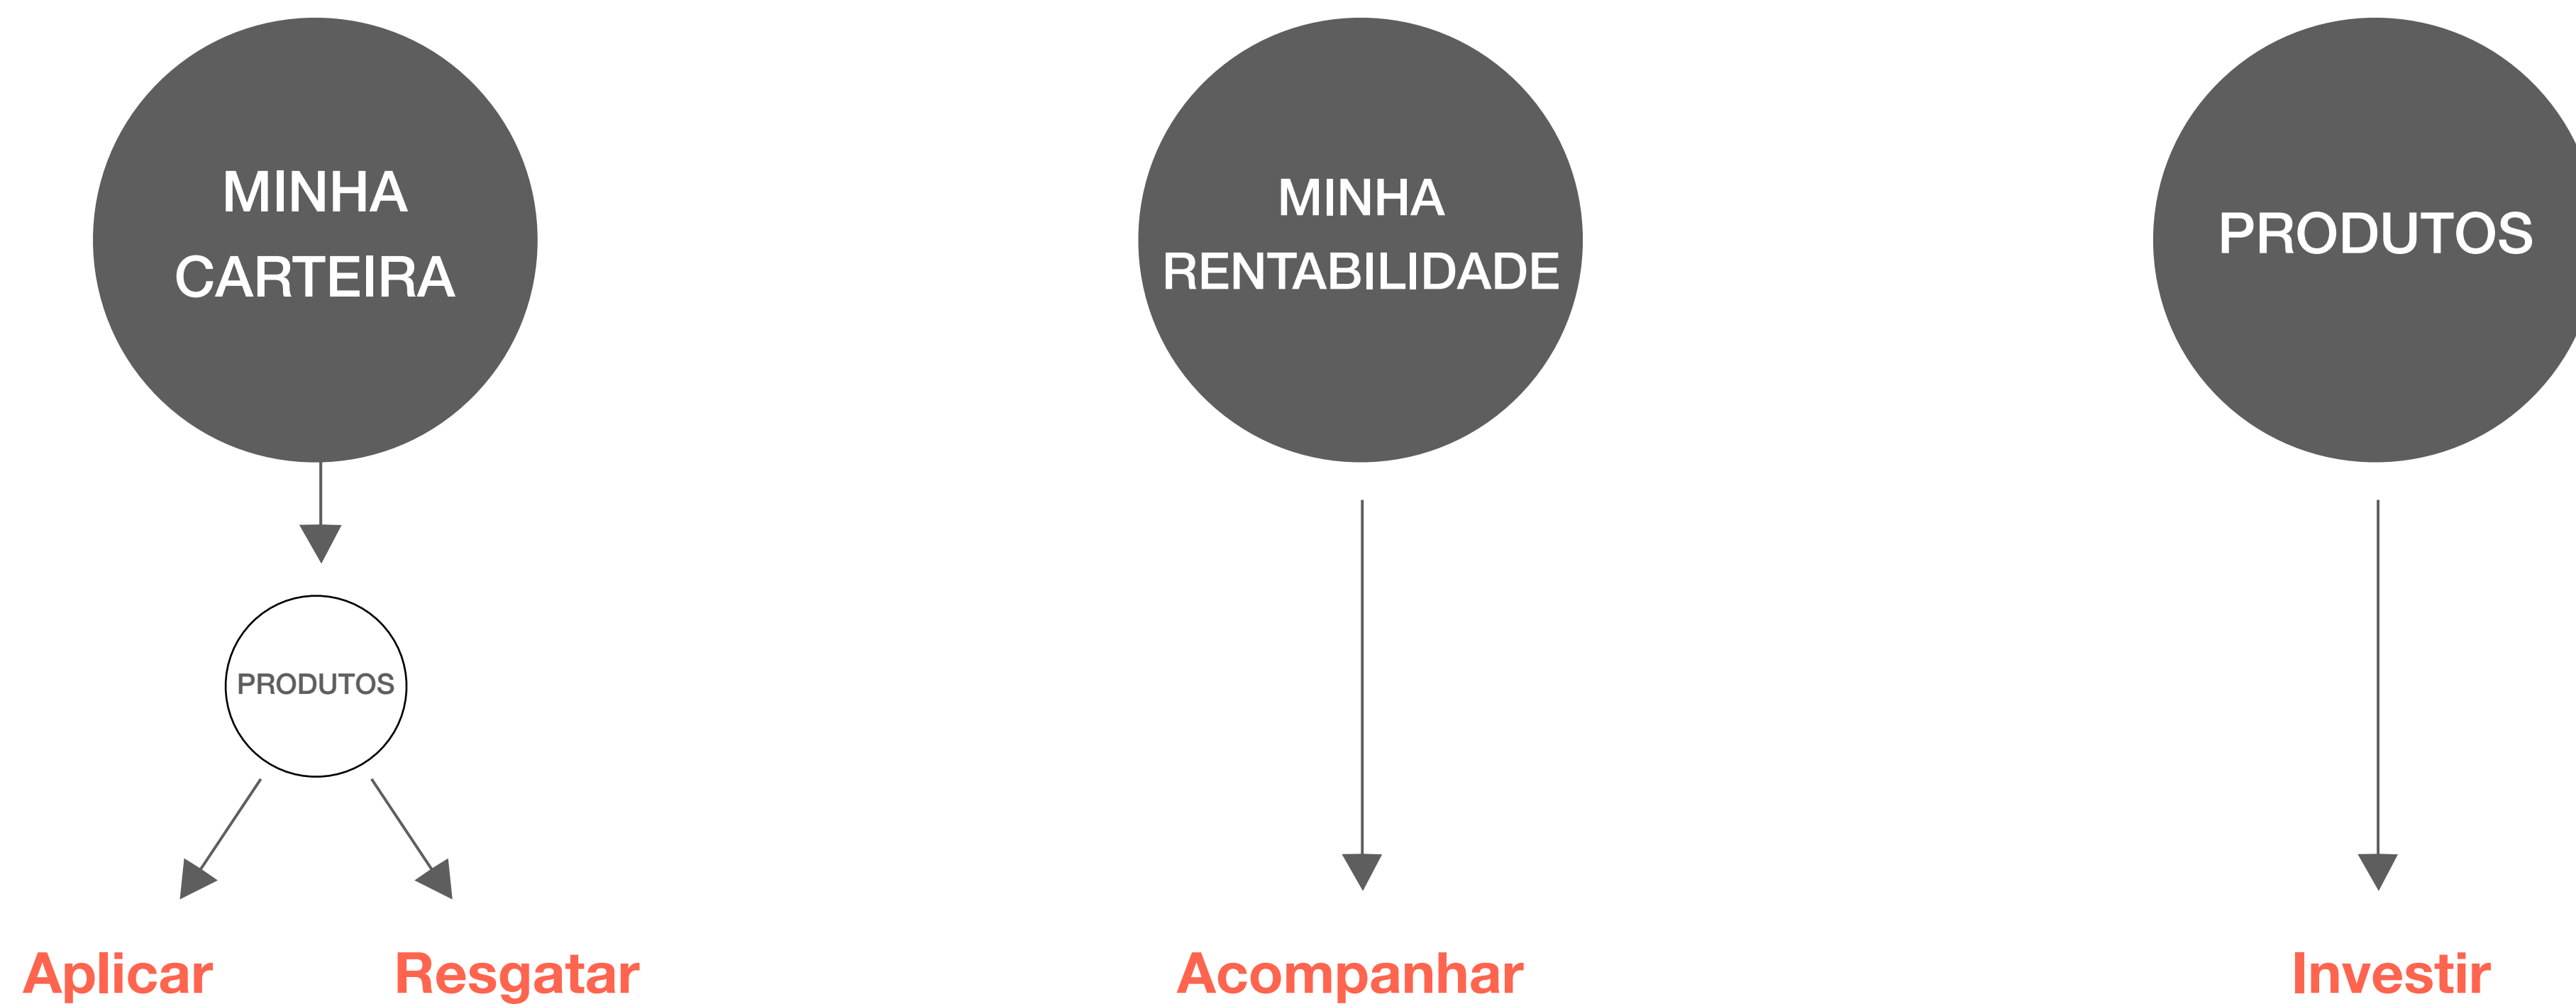 MINHA
CARTEIRA
MINHA
RENTABILIDADE
PRODUTOS
PRODUTOS
Aplicar
Resgatar
Acompanhar
Investir